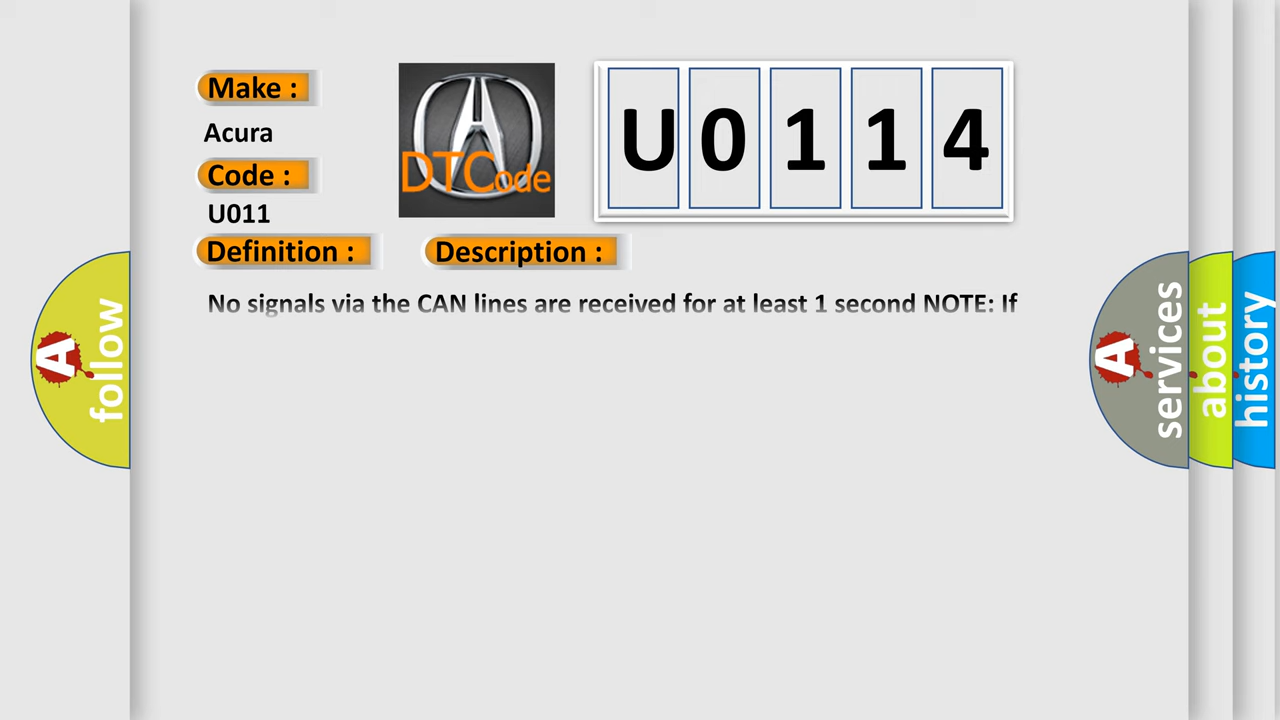 Make :
Acura
Code :
U011
Definition :
Description :
No signals via the CAN lines are received for at least 1 second NOTE: If
DTCode
U0114
A
follow
A
services
about
history